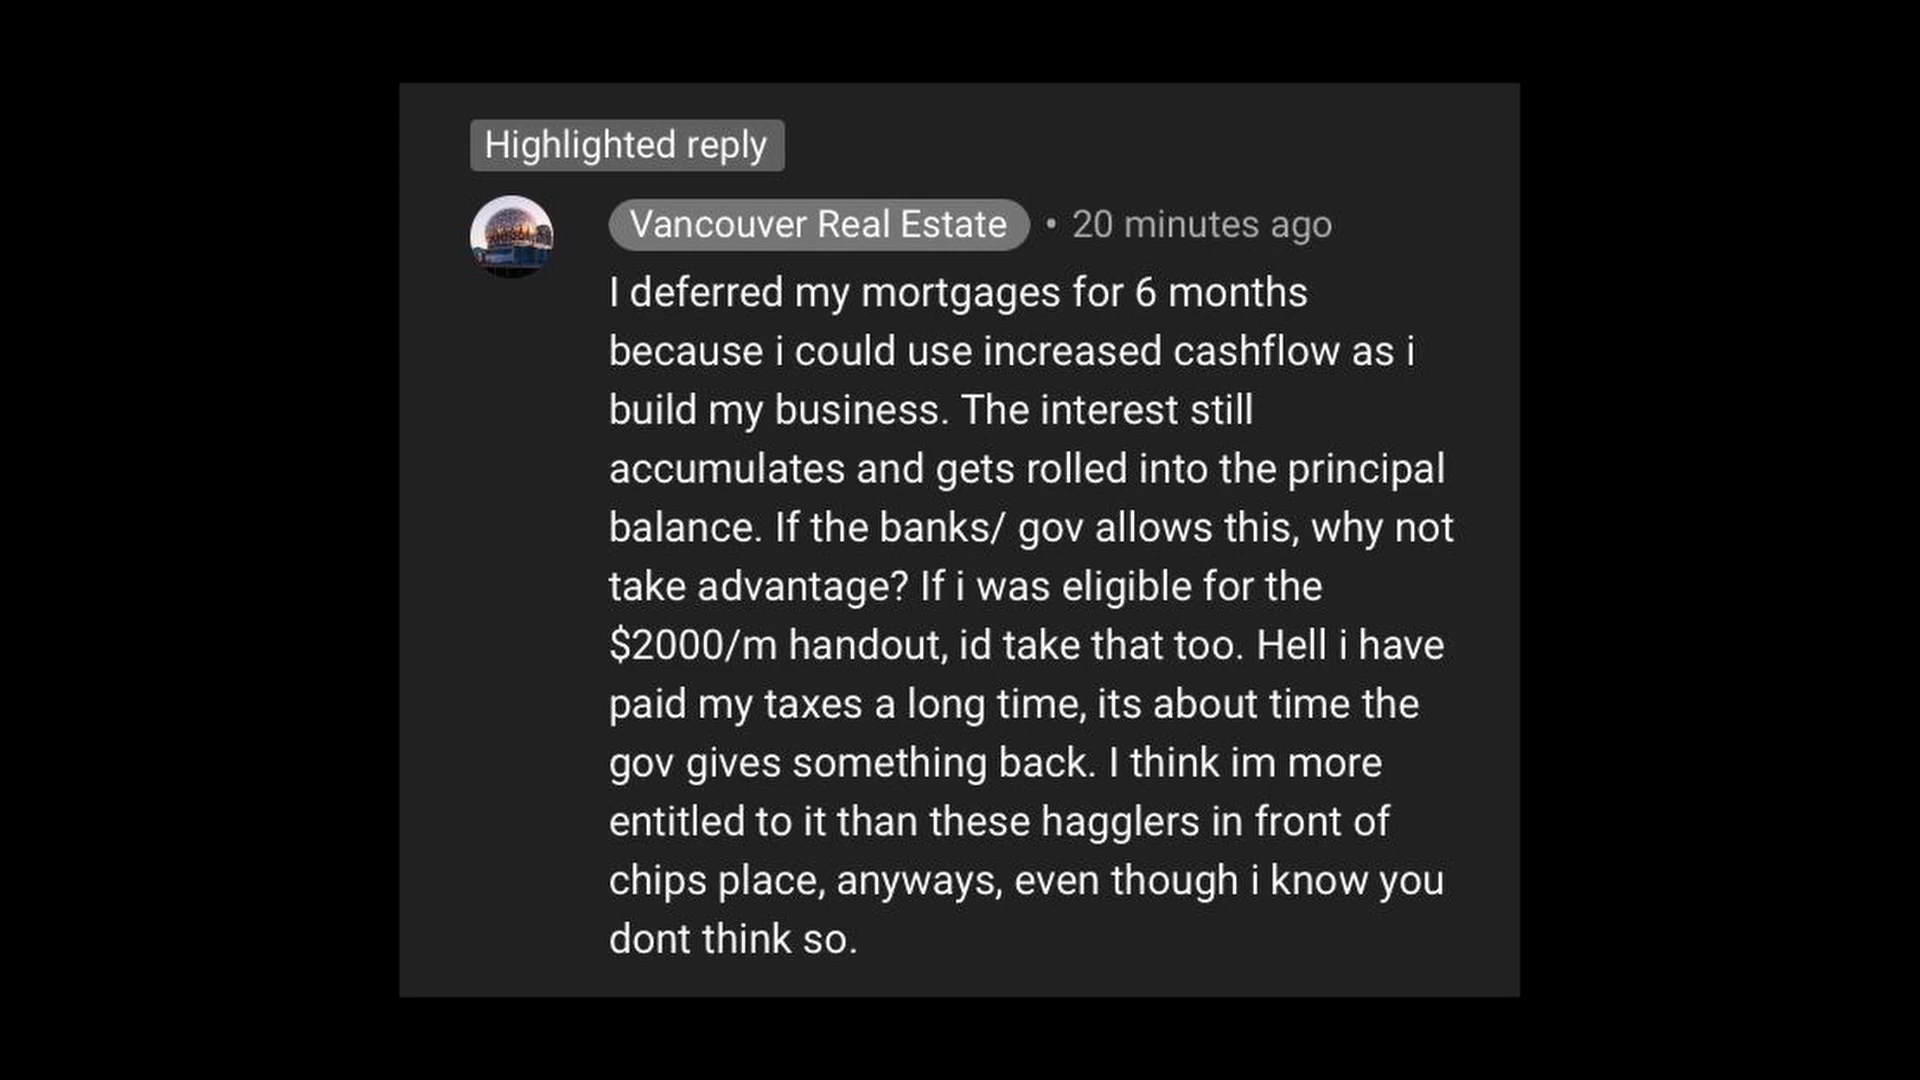 Highlighted reply
Vancouver Real Estate • 20 minutes ago
I deferred my mortgages for 6 months
because i could use increased cashflow as i
build my business. The interest still
accumulates and gets rolled into the principal
balance. If the banks/ gov allows this, why not
take advantage? If i was eligible for the
$2000/m handout, id take that too. Hell i have
paid my taxes a long time, its about time the
gov gives something back. I think im more
entitled to it than these hagglers in front of
chips place, anyways, even though i know you
dont think so.